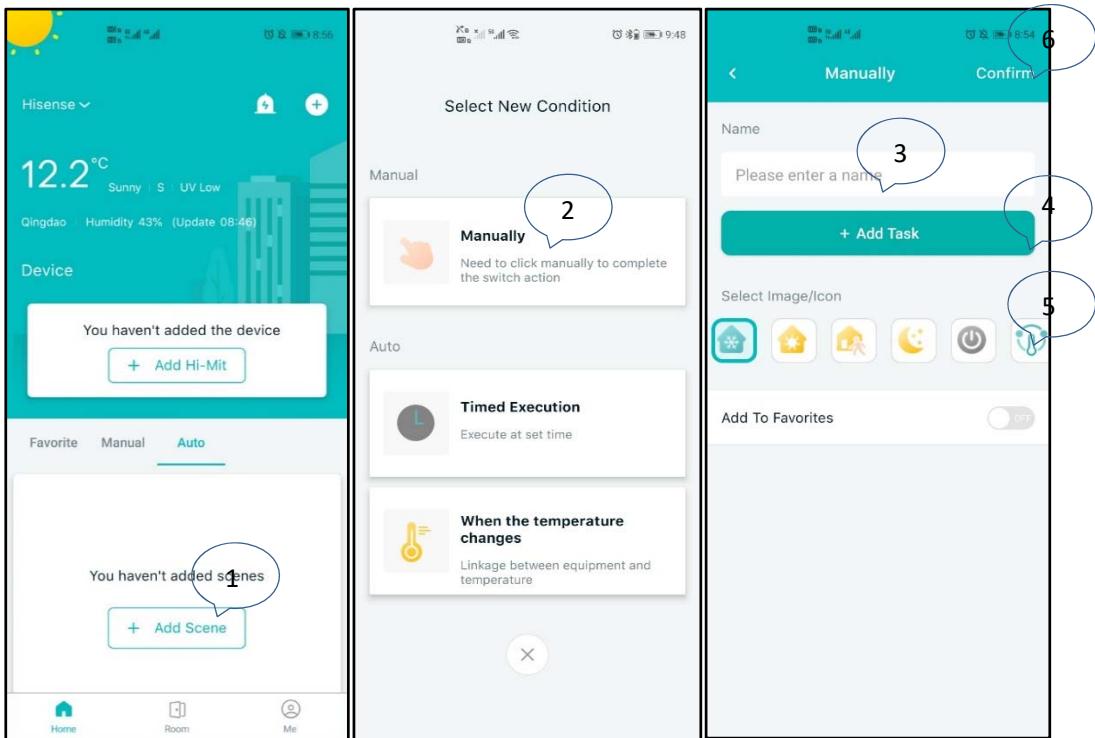 8:56
Hisense
12.2°C
Sunny S UV Low
Qingdao Humidity 43% (Update 08:46)
Device
You haven't added the device
+ Add Hi-Mit
Favorite Manual Auto
You haven't added scenes
1
+ Add Scene
Home Room Me
9:48
Select New Condition
Manual
2
Manually
Need to click manually to complete
the switch action
Auto
Timed Execution
Execute at set time
When the temperature
changes
Linkage between equipment and
temperature
8:54
6
Manually Confirm
Name
3
Please enter a name
4
+ Add Task
Select Image/Icon
5
Add To Favorites OFF